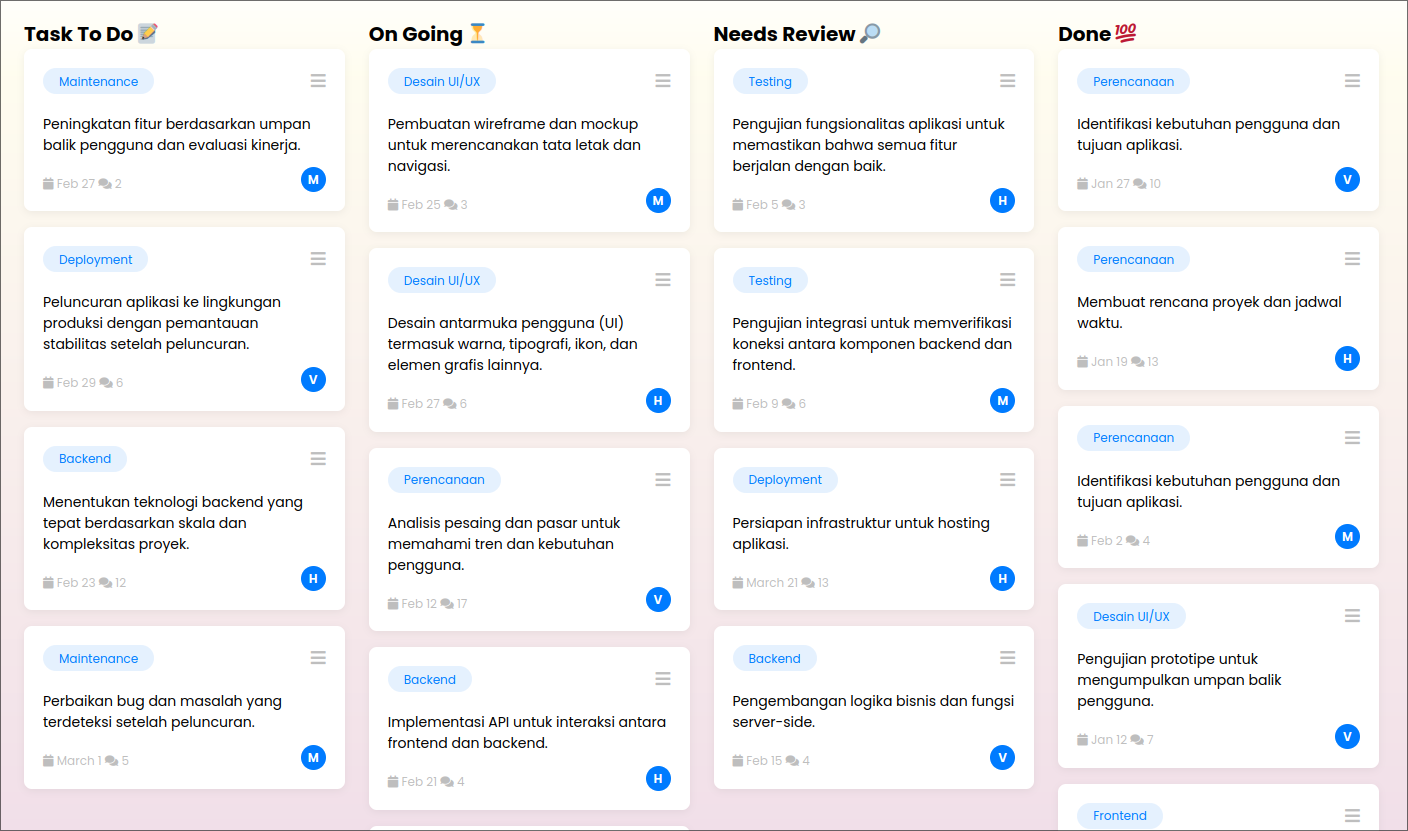 Task To Do 📝
Maintenance
Peningkatan fitur berdasarkan umpan
balik pengguna dan evaluasi kinerja.
Feb 27 2
M
Deployment
Peluncuran aplikasi ke lingkungan
produksi dengan pemantauan
stabilitas setelah peluncuran.
Feb 29 6
V
Backend
Menentukan teknologi backend yang
tepat berdasarkan skala dan
kompleksitas proyek.
Feb 23 12
H
Maintenance
Perbaikan bug dan masalah yang
terdeteksi setelah peluncuran.
March 1 5
M
On Going ⏳
Desain UI/UX
Pembuatan wireframe dan mockup
untuk merencanakan tata letak dan
navigasi.
Feb 25 3
M
Desain UI/UX
Desain antarmuka pengguna (UI)
termasuk warna, tipografi, ikon, dan
elemen grafis lainnya.
Feb 27 6
H
Perencanaan
Analisis pesaing dan pasar untuk
memahami tren dan kebutuhan
pengguna.
Feb 12 17
V
Backend
Implementasi API untuk interaksi antara
frontend dan backend.
Feb 21 4
H
Needs Review 🔎
Testing
Pengujian fungsionalitas aplikasi untuk
memastikan bahwa semua fitur
berjalan dengan baik.
Feb 5 3
H
Testing
Pengujian integrasi untuk memverifikasi
koneksi antara komponen backend dan
frontend.
Feb 9 6
M
Deployment
Persiapan infrastruktur untuk hosting
aplikasi.
March 21 13
H
Backend
Pengembangan logika bisnis dan fungsi
server-side.
Feb 15 4
V
Done 💯
Perencanaan
Identifikasi kebutuhan pengguna dan
tujuan aplikasi.
Jan 27 10
V
Perencanaan
Membuat rencana proyek dan jadwal
waktu.
Jan 19 13
H
Perencanaan
Identifikasi kebutuhan pengguna dan
tujuan aplikasi.
Feb 2 4
M
Desain UI/UX
Pengujian prototipe untuk
mengumpulkan umpan balik
pengguna.
Jan 12 7
V
Frontend